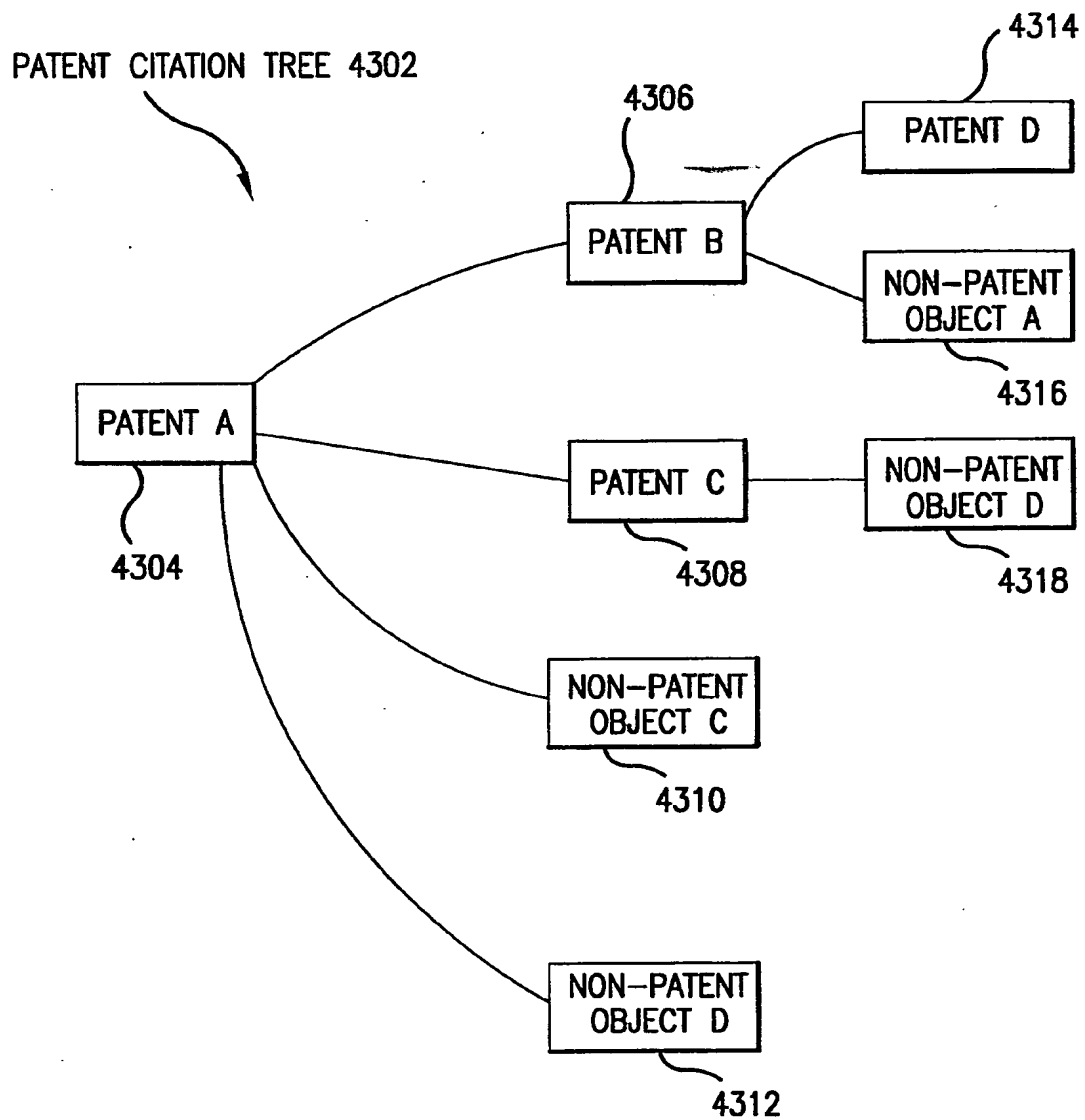 PATENT CITATION TREE 4302
4314
4306
PATENT D
PATENT B
NON-PATENT
OBJECT A
4316
PATENT A
4304
PATENT C
4308
NON-PATENT
OBJECT D
4318
NON-PATENT
OBJECT C
4310
NON-PATENT
OBJECT D
4312